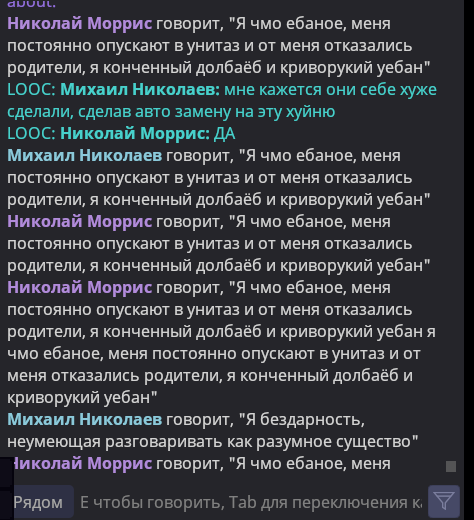 about.
Николай Моррис говорит, "Я чмо ебаное, меня
постоянно опускают в унитаз и от меня отказались
родители, я конченный долбаёб и криворукий уебан"
LOOC: Михаил Николаев: мне кажется они себе хуже
сделали, сделав авто замену на эту хуйню
LOOC: Николай Моррис: ДА
Михаил Николаев говорит, "Я чмо ебаное, меня
постоянно опускают в унитаз и от меня отказались
родители, я конченный долбаёб и криворукий уебан"
Николай Моррис говорит, "Я чмо ебаное, меня
постоянно опускают в унитаз и от меня отказались
родители, я конченный долбаёб и криворукий уебан"
Николай Моррис говорит, "Я чмо ебаное, меня
постоянно опускают в унитаз и от меня отказались
родители, я конченный долбаёб и криворукий уебан я
чмо ебаное, меня постоянно опускают в унитаз и от
меня отказались родители, я конченный долбаёб и
криворукий уебан"
Михаил Николаев говорит, "Я бездарность,
неумеющая разговаривать как разумное существо"
Николай Моррис говорит, "Я чмо ебаное, меня
Рядом E чтобы говорить, Tab для переключения